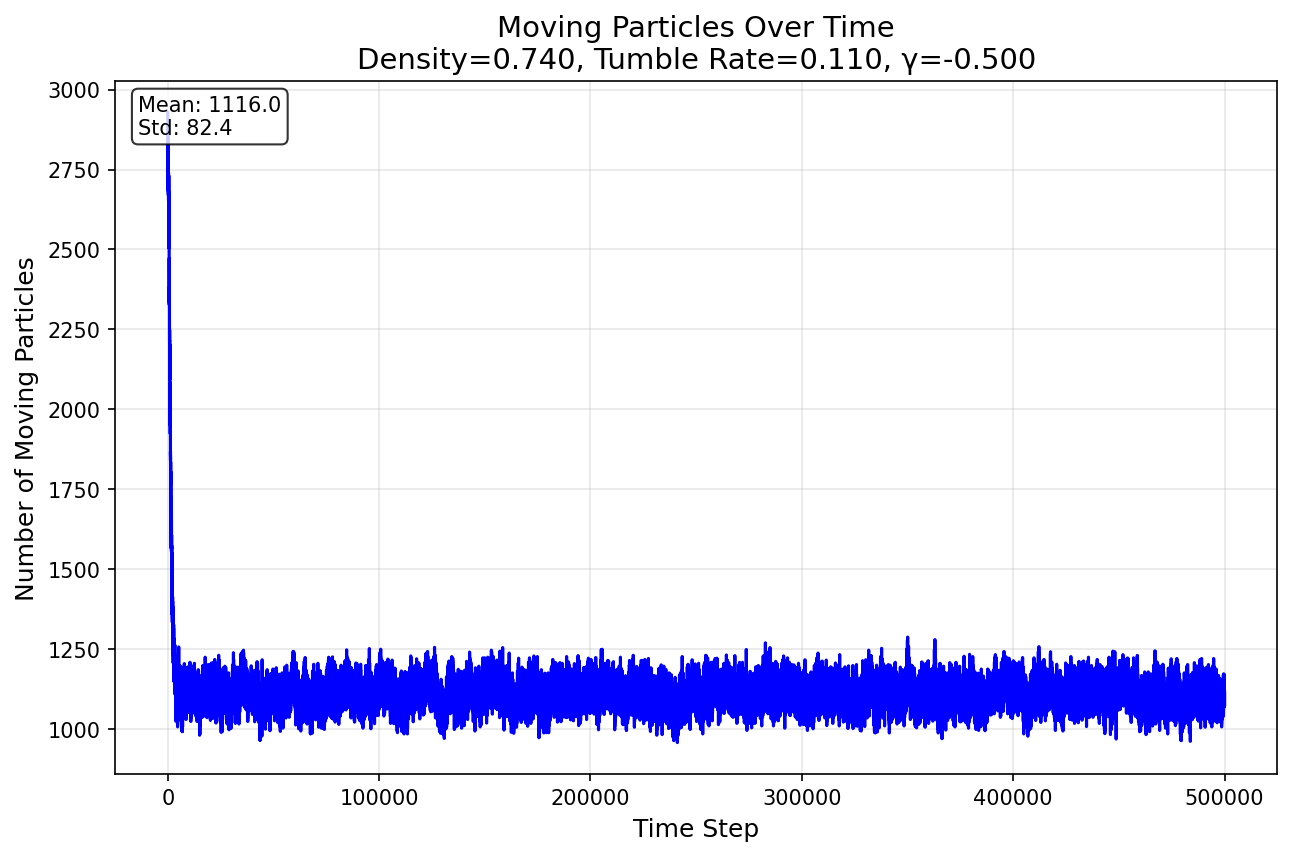 Moving Particles Over Time
Density=0.740, Tumble Rate=0.110, γ=-0.500
Mean: 1116.0
Std: 82.4
Number of Moving Particles
3000
2750
2500
2250
2000
1750
1500
1250
1000
0 100000 200000 300000 400000 500000
Time Step